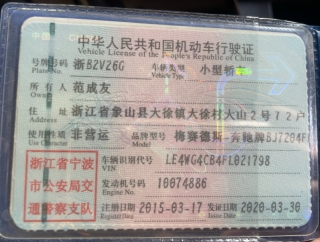 中华人民共和国机动车行驶证
Vehicle License of the People's Republic of China
号牌号码 浙B2V26G 车辆类型 小型轿
Plate No. Vehicle Type
所有人 范成友
Owner
住址 浙江省象山县大徐镇大徐村大山2号72户
Address
使用性质 非营运 品牌型号 梅赛德斯-奔驰牌BJ7204F
Use Character Model
浙江省宁波
市公安局交
通警察支队
车辆识别代号 LE4WG4CB4FL021798
VIN
发动机号码 10074886
Engine No.
注册日期 2015-03-17 发证日期 2020-03-30
Register Date Issue Date